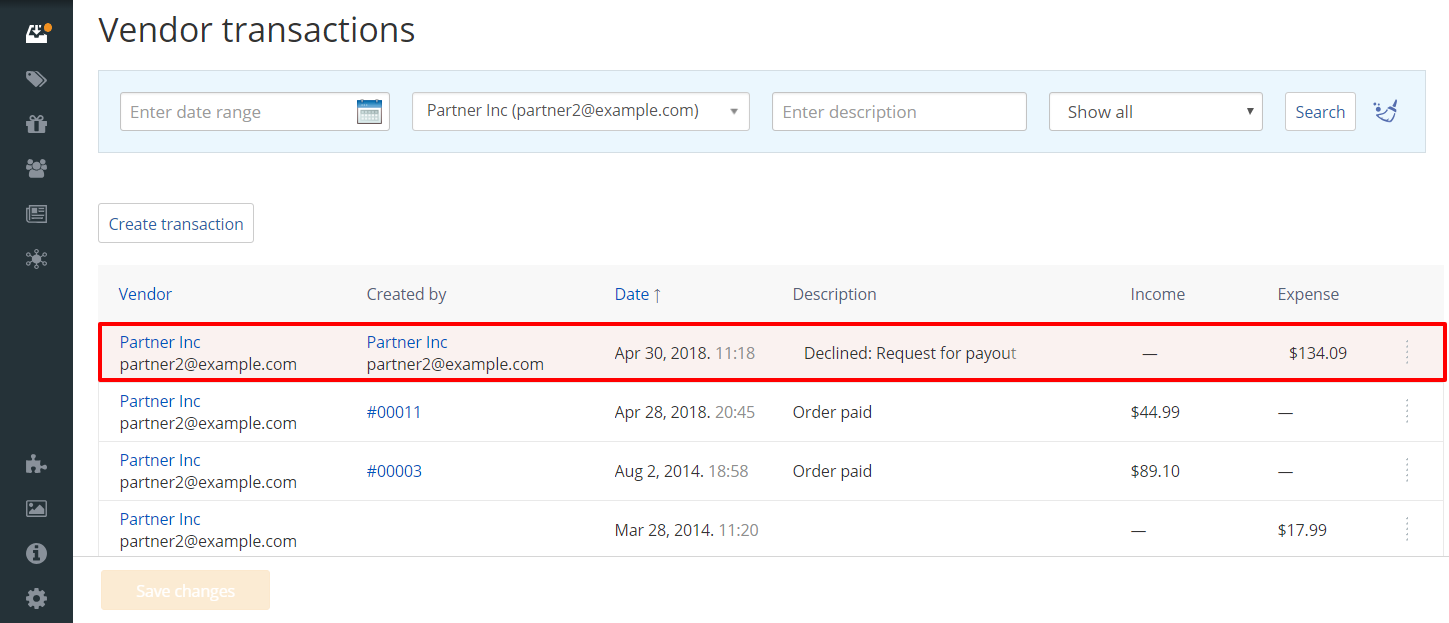 Vendor transactions
Enter date range
Partner Inc (partner2@example.com)
Enter description
Show all
Search
Create transaction
Vendor Created by Date ↑ Description Income Expense
Partner Inc Partner Inc
partner2@example.com partner2@example.com Apr 30, 2018. 11:18 Declined: Request for payout — $134.09
Partner Inc
partner2@example.com #00011 Apr 28, 2018. 20:45 Order paid $44.99 —
Partner Inc
partner2@example.com #00003 Aug 2, 2014. 18:58 Order paid $89.10 —
Partner Inc
partner2@example.com Mar 28, 2014. 11:20 — $17.99
Save changes